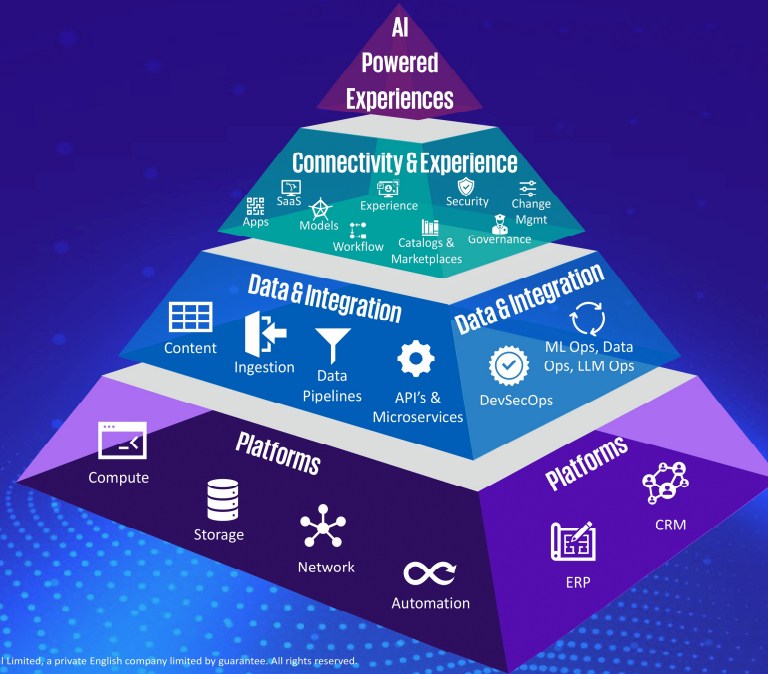 AI
Powered
Experiences
Connectivity & Experience
SaaS
Apps
Models
Experience
Workflow
Catalogs &
Marketplaces
Security
Governance
Change
Mgmt
Data & Integration
Content
Ingestion
Data
Pipelines
API's &
Microservices
Data & Integration
ML Ops, Data
Ops, LLM Ops
DevSecOps
Platforms
Compute
Storage
Network
Automation
Platforms
CRM
ERP
l Limited, a private English company limited by guarantee. All rights reserved.